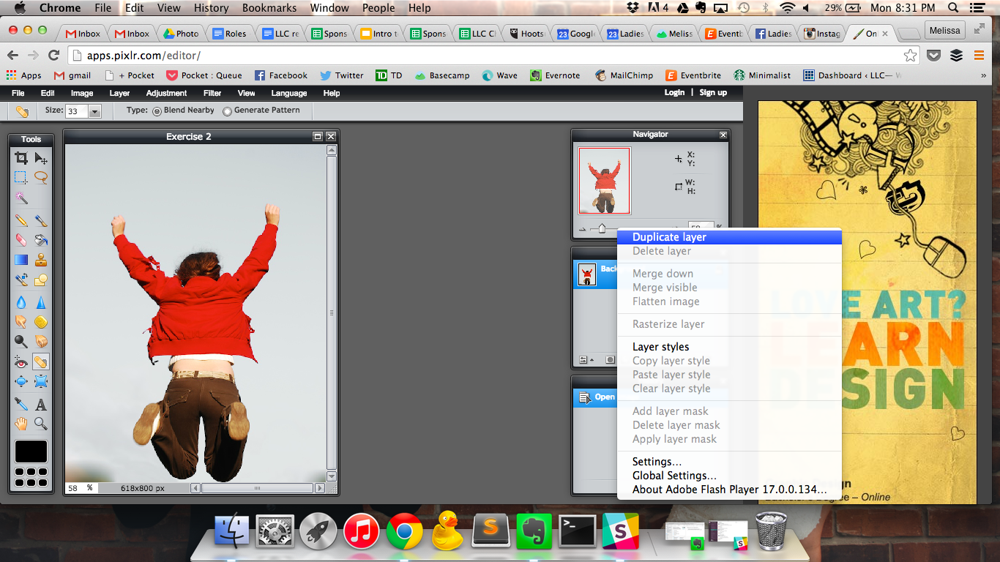 Chrome File Edit View History Bookmarks Window People Help 4 29% Mon 8:31 PM
Inbox Inbox Photo Roles LLC re Spons Intro t Spons LLC Cl Hoots 23 Googl 23 Ladies Meliss Eventb Ladies Instag Onl Melissa
apps.pixlr.com/editor/
Apps gmail + Pocket Pocket : Queue Facebook Twitter TD Basecamp Wave Evernote MailChimp Eventbrite Minimalist Dashboard ‹ LLC— W »
File Edit Image Layer Adjustment Filter View Language Help Login | Sign up
Size: 33 Type: Blend Nearby Generate Pattern
Tools
Exercise 2
58 % 618x800 px
Navigator
X:
Y:
W:
H:
Back
Open
Duplicate layer
Delete layer
Merge down
Merge visible
Flatten image
Rasterize layer
Layer styles
Copy layer style
Paste layer style
Clear layer style
Add layer mask
Delete layer mask
Apply layer mask
Settings...
Global Settings...
About Adobe Flash Player 17.0.0.134...
LOVE ART?
LEARN
DESIGN
– Online